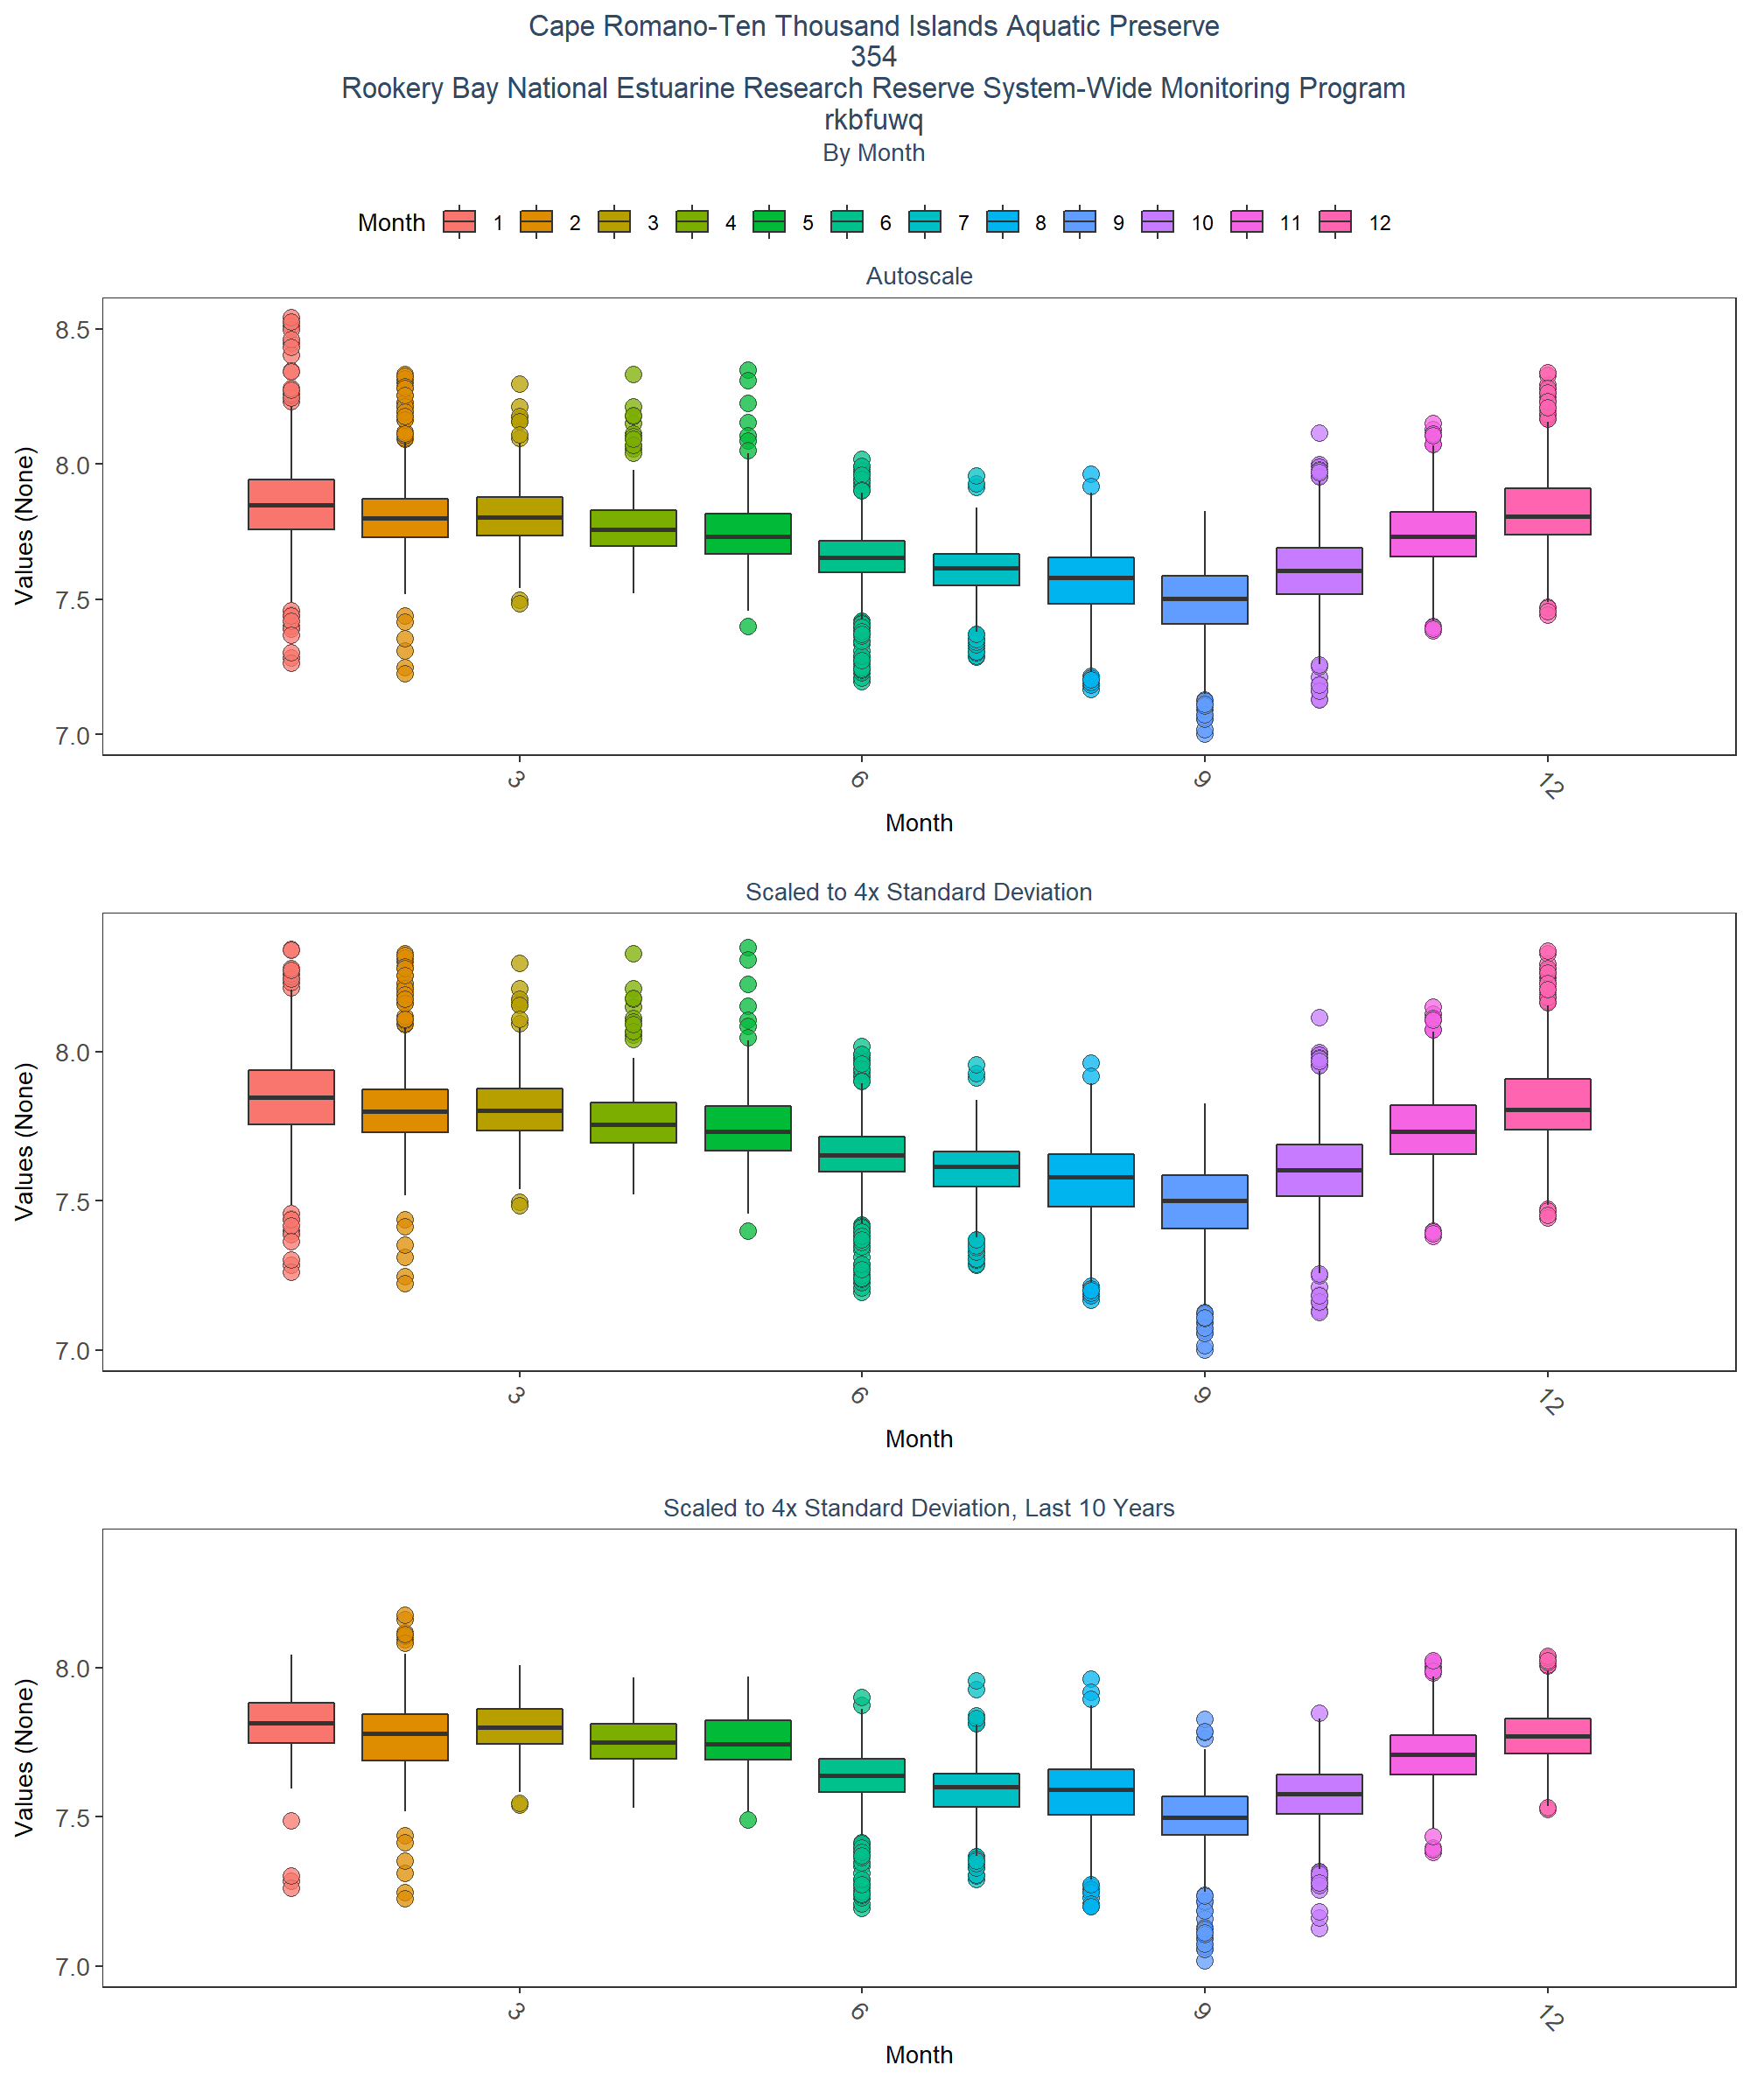 Cape Romano-Ten Thousand Islands Aquatic Preserve
354
Rookery Bay National Estuarine Research Reserve System-Wide Monitoring Program
rkbfuwq
By Month
Month 1 2 3 4 5 6 7 8 9 10 11 12
Autoscale
Values (None)
8.5
8.0
7.5
7.0
3 6 9 12
Month
Scaled to 4x Standard Deviation
Values (None)
8.0
7.5
7.0
3 6 9 12
Month
Scaled to 4x Standard Deviation, Last 10 Years
Values (None)
8.0
7.5
7.0
3 6 9 12
Month